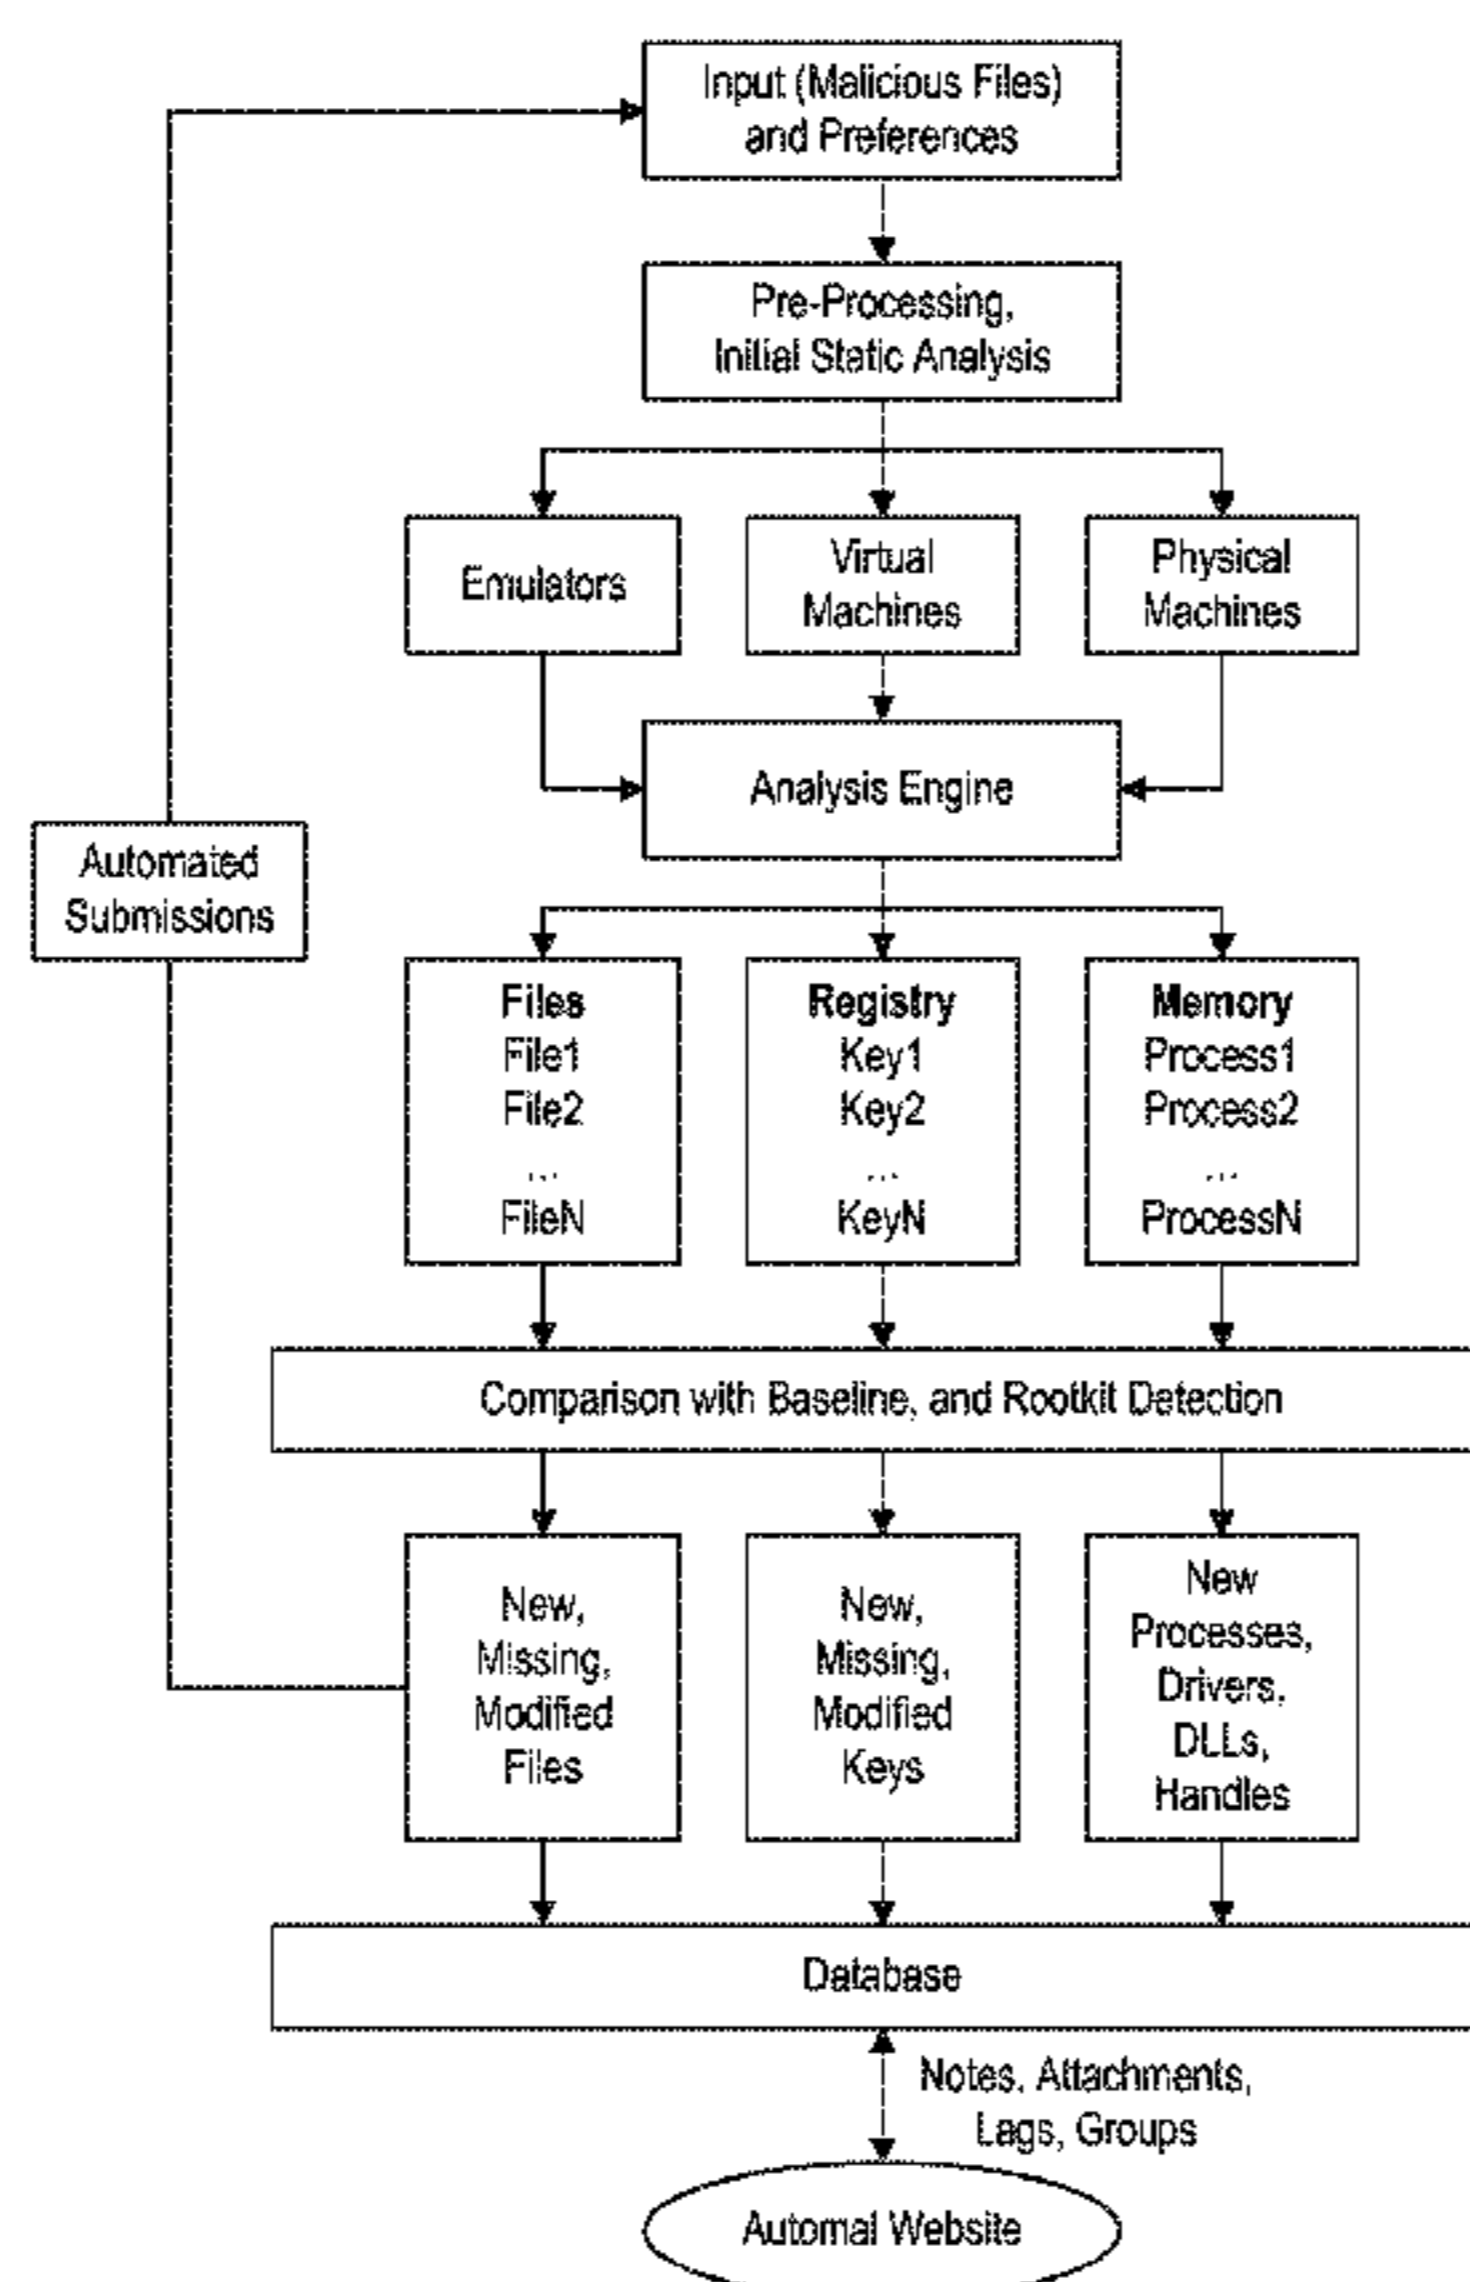 Input (Malicious Files)
and Preferences
Pre-Processing,
Initial Static Analysis
Emulators
Virtual
Machines
Physical
Machines
Analysis Engine
Automated
Submissions
Files
File1
File2
...
FileN
Registry
Key1
Key2
...
KeyN
Memory
Process1
Process2
...
ProcessN
Comparison with Baseline, and Rootkit Detection
New,
Missing,
Modified
Files
New,
Missing,
Modified
Keys
New
Processes,
Drivers,
DLLs,
Handles
Database
Notes, Attachments,
Lags, Groups
Automal Website